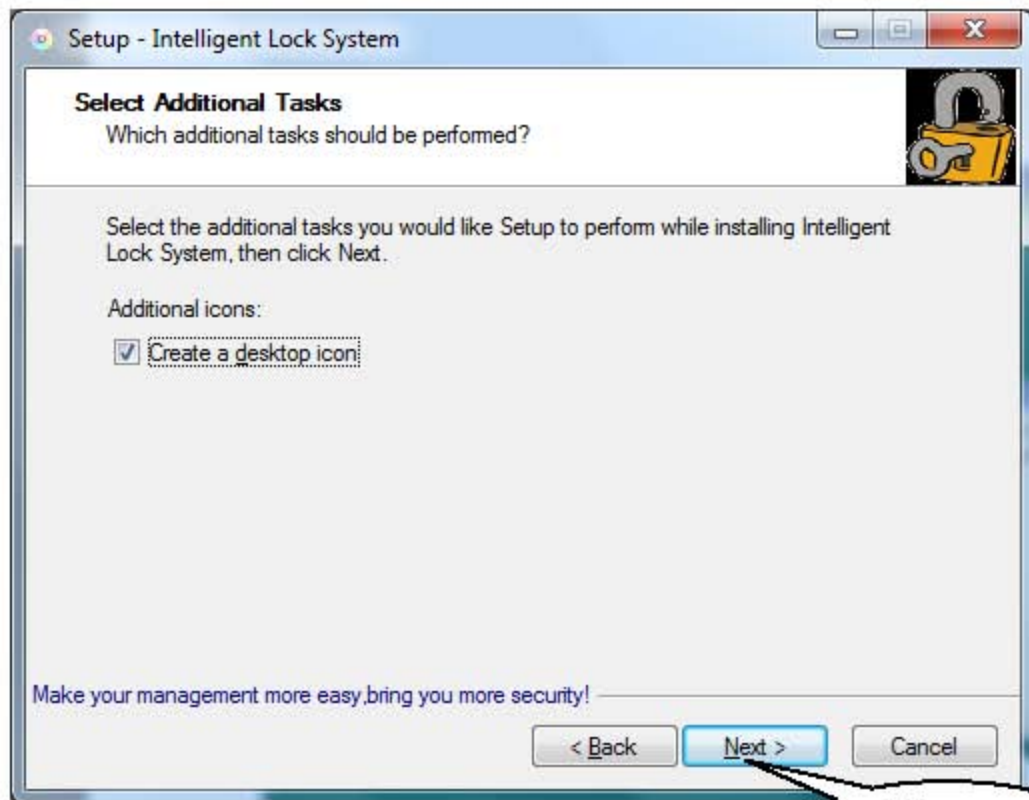 Setup - Intelligent Lock System
Select Additional Tasks
Which additional tasks should be performed?
Select the additional tasks you would like Setup to perform while installing Intelligent
Lock System, then click Next.
Additional icons:
Create a desktop icon
Make your management more easy,bring you more security!
< Back
Next >
Cancel